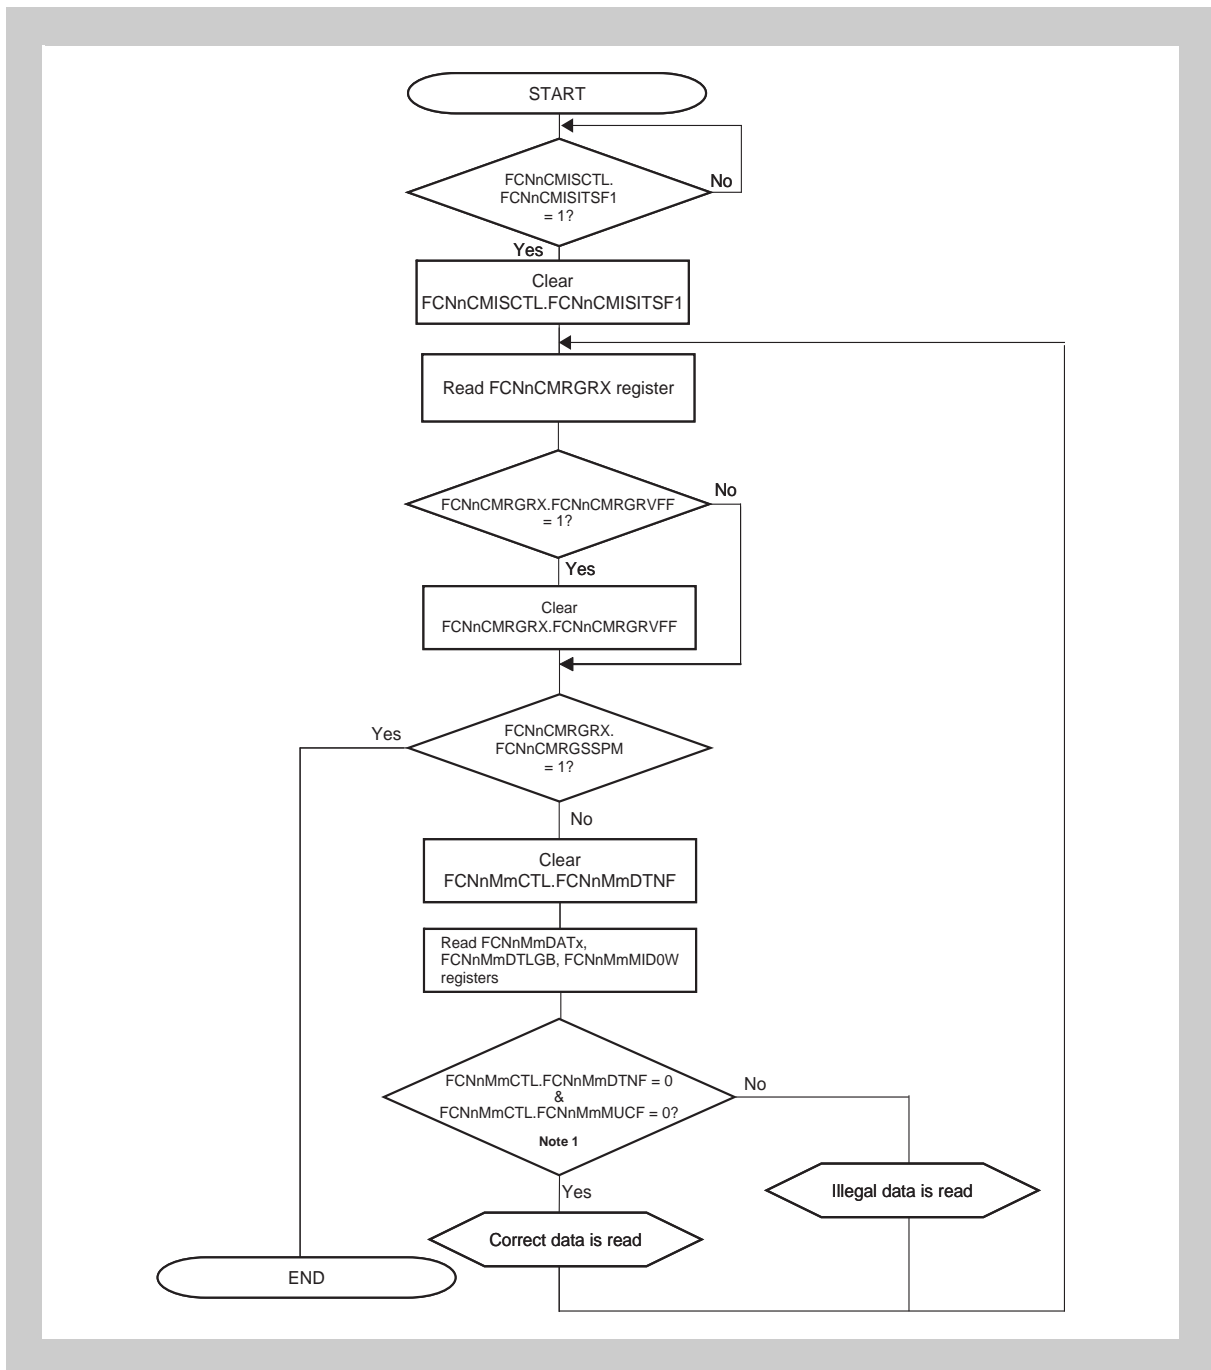 START
FCNnCMISCTL.
FCNnCMISITSF1
= 1?
No
Yes
Clear
FCNnCMISCTL.FCNnCMISITSF1
Read FCNnCMRGRX register
No
FCNnCMRGRX.FCNnCMRGRVFF
= 1?
Yes
Clear
FCNnCMRGRX.FCNnCMRGRVFF
Yes
FCNnCMRGRX.
FCNnCMRGSSPM
= 1?
No
Clear
FCNnMmCTL.FCNnMmDTNF
Read FCNnMmDATx,
FCNnMmDTLGB, FCNnMmMID0W
registers
FCNnMmCTL.FCNnMmDTNF = 0
&
FCNnMmCTL.FCNnMmMUCF = 0?
Note 1
No
Yes
Illegal data is read
Correct data is read
END